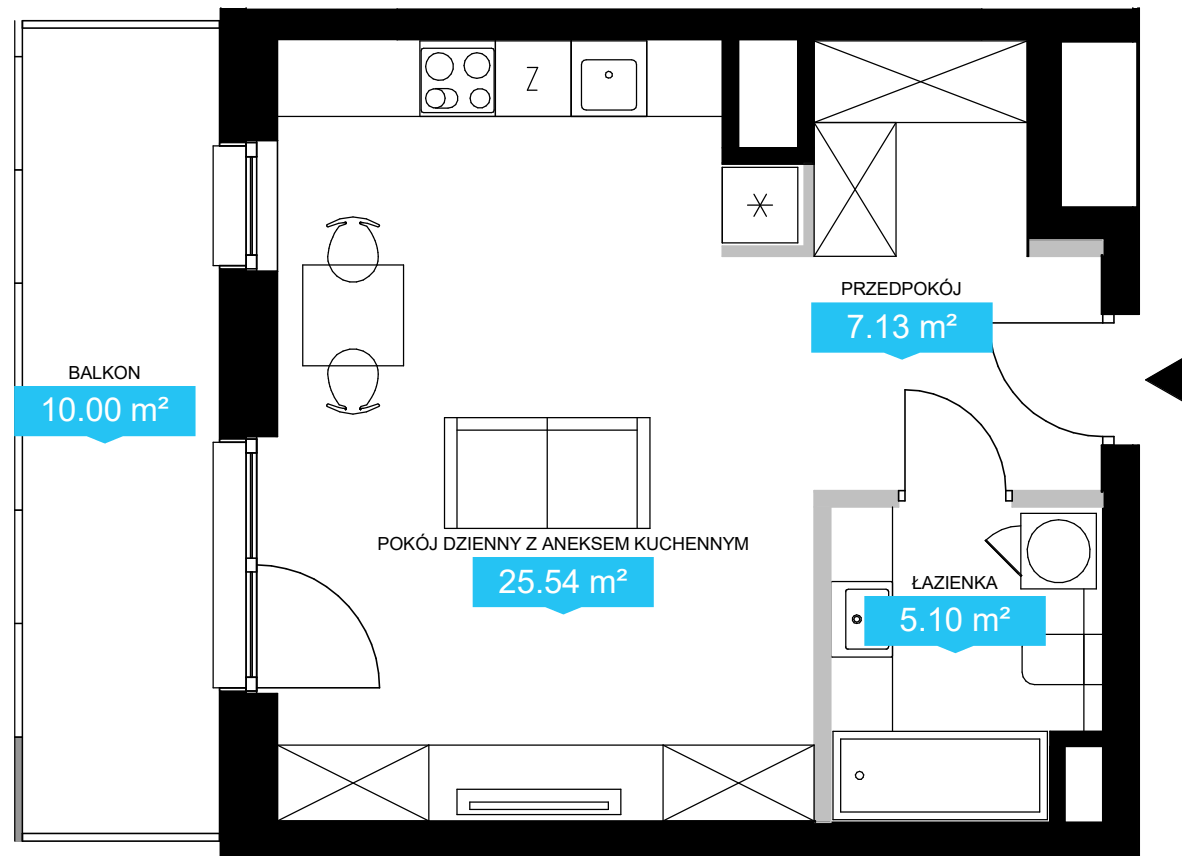 Z
PRZEDPOKÓJ
7.13 m²
BALKON
10.00 m²
POKÓJ DZIENNY Z ANEKSEM KUCHENNYM
25.54 m²
ŁAZIENKA
5.10 m²